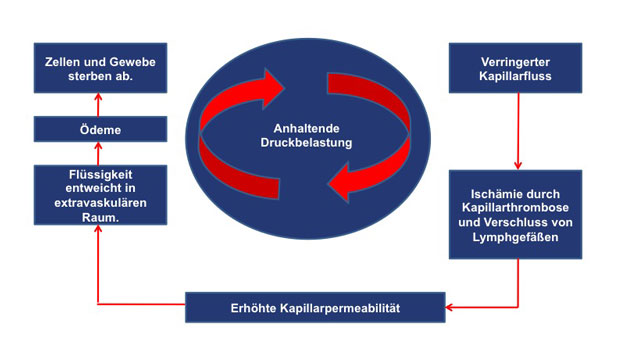 Zellen und Gewebe
sterben ab.
Ödeme
Flüssigkeit
entweicht in
extravaskulären
Raum.
Anhaltende
Druckbelastung
Verringerter
Kapillarfluss
Ischämie durch
Kapillarthrombose
und Verschluss von
Lymphgefäßen
Erhöhte Kapillarpermeabilität